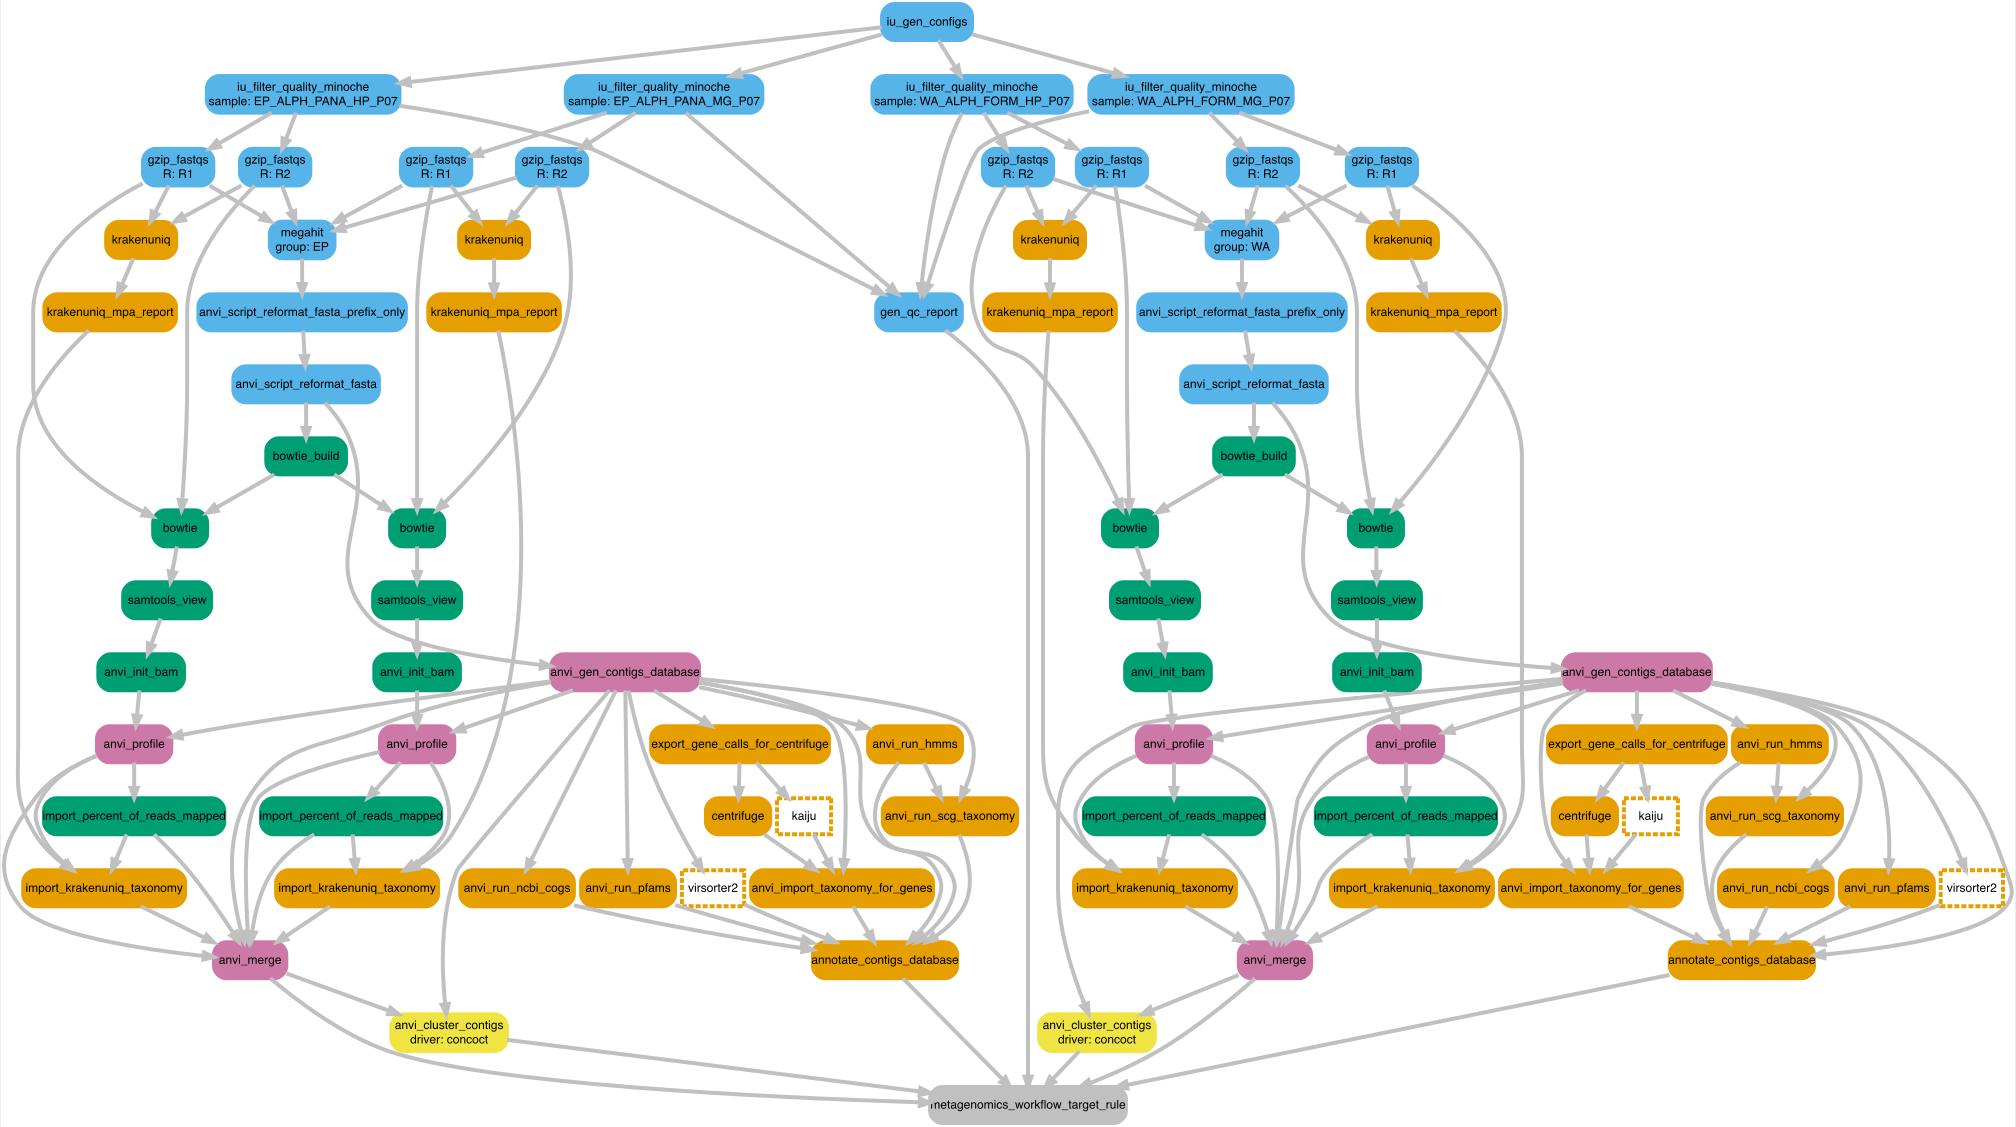 iu_gen_configs
iu_filter_quality_minoche
sample: EP_ALPH_PANA_HP_P07
iu_filter_quality_minoche
sample: EP_ALPH_PANA_MG_P07
iu_filter_quality_minoche
sample: WA_ALPH_FORM_HP_P07
iu_filter_quality_minoche
sample: WA_ALPH_FORM_MG_P07
gzip_fastqs
R: R1
gzip_fastqs
R: R2
gzip_fastqs
R: R1
gzip_fastqs
R: R2
gzip_fastqs
R: R2
gzip_fastqs
R: R1
gzip_fastqs
R: R2
gzip_fastqs
R: R1
krakenuniq
megahit
group: EP
krakenuniq
krakenuniq
megahit
group: WA
krakenuniq
krakenuniq_mpa_report
anvi_script_reformat_fasta_prefix_only
krakenuniq_mpa_report
gen_qc_report
krakenuniq_mpa_report
anvi_script_reformat_fasta_prefix_only
krakenuniq_mpa_report
anvi_script_reformat_fasta
anvi_script_reformat_fasta
bowtie_build
bowtie_build
bowtie
bowtie
bowtie
bowtie
samtools_view
samtools_view
samtools_view
samtools_view
anvi_init_bam
anvi_init_bam
anvi_gen_contigs_database
anvi_init_bam
anvi_init_bam
anvi_gen_contigs_database
anvi_profile
anvi_profile
export_gene_calls_for_centrifuge
anvi_run_hmms
anvi_profile
anvi_profile
export_gene_calls_for_centrifuge
anvi_run_hmms
import_percent_of_reads_mapped
import_percent_of_reads_mapped
centrifuge
kaiju
anvi_run_scg_taxonomy
import_percent_of_reads_mapped
import_percent_of_reads_mapped
centrifuge
kaiju
anvi_run_scg_taxonomy
import_krakenuniq_taxonomy
import_krakenuniq_taxonomy
anvi_run_ncbi_cogs
anvi_run_pfams
virsorter2
anvi_import_taxonomy_for_genes
import_krakenuniq_taxonomy
import_krakenuniq_taxonomy
anvi_import_taxonomy_for_genes
anvi_run_ncbi_cogs
anvi_run_pfams
virsorter2
anvi_merge
annotate_contigs_database
anvi_merge
annotate_contigs_database
anvi_cluster_contigs
driver: concoct
anvi_cluster_contigs
driver: concoct
metagenomics_workflow_target_rule